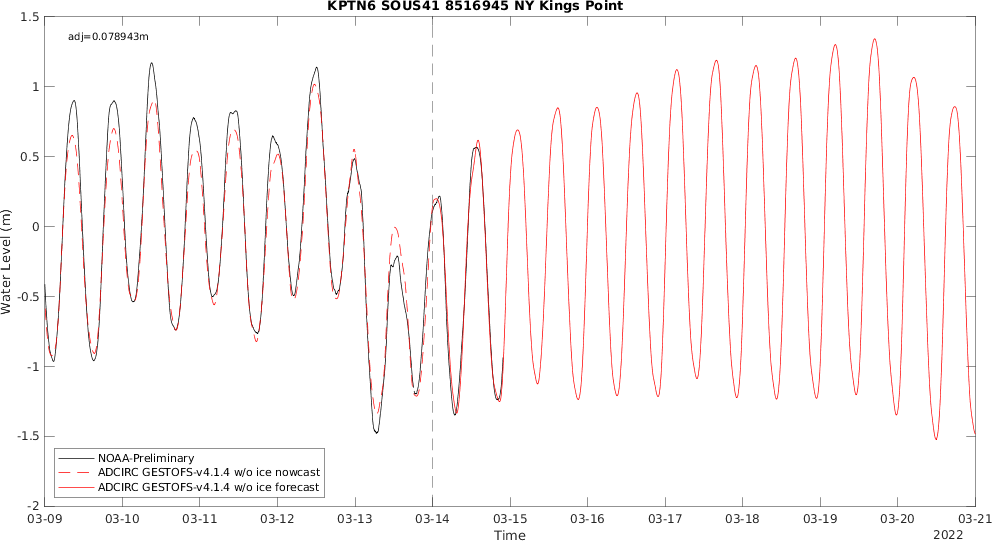 KPTN6 SOUS41 8516945 NY Kings Point
adj=0.078943m
Water Level (m)
1.5
1
0.5
0
-0.5
-1
-1.5
-2
NOAA-Preliminary
ADCIRC GESTOFS-v4.1.4 w/o ice nowcast
ADCIRC GESTOFS-v4.1.4 w/o ice forecast
03-09 03-10 03-11 03-12 03-13 03-14 03-15 03-16 03-17 03-18 03-19 03-20 03-21
Time
2022